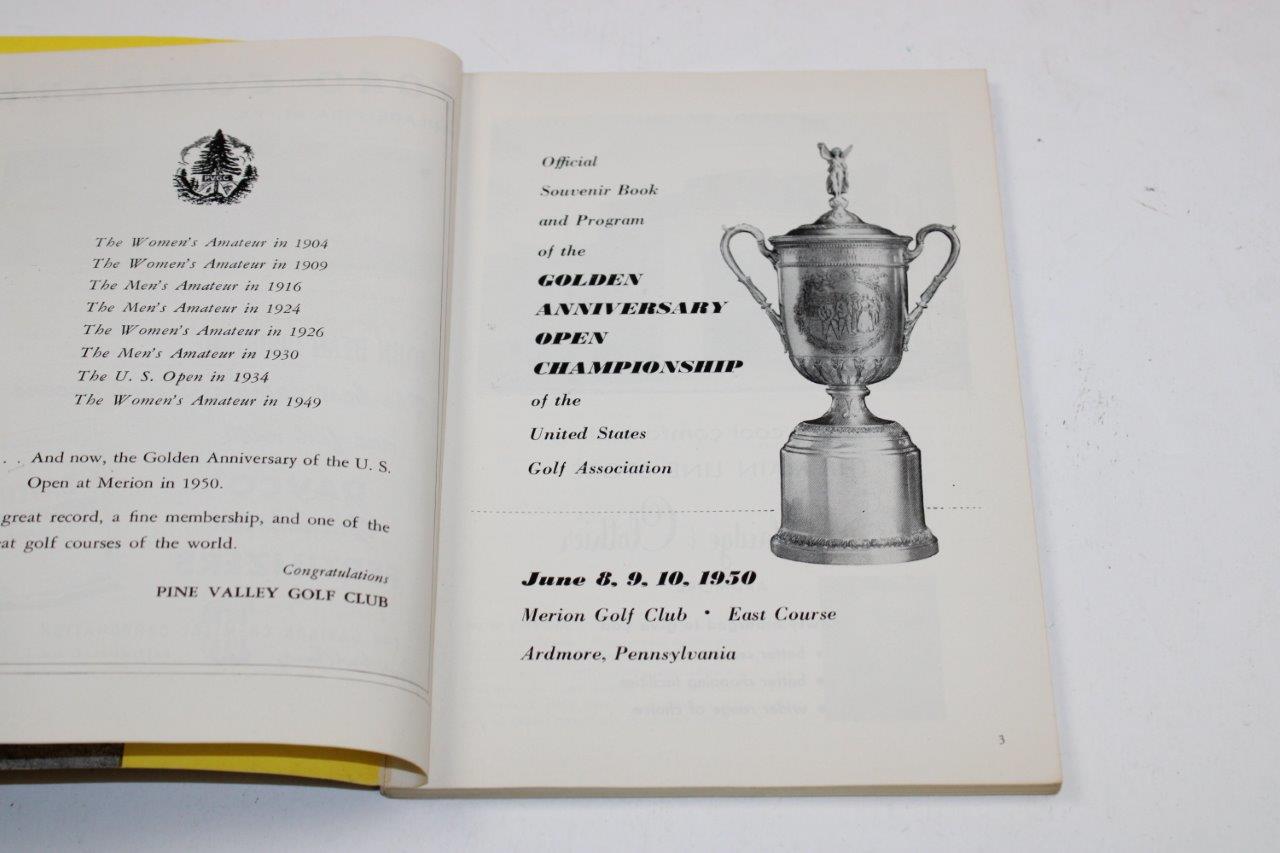 PVGC
The Women's Amateur in 1904
The Women's Amateur in 1909
The Men's Amateur in 1916
The Men's Amateur in 1924
The Women's Amateur in 1926
The Men's Amateur in 1930
The U. S. Open in 1934
The Women's Amateur in 1949
. . And now, the Golden Anniversary of the U. S.
Open at Merion in 1950.
great record, a fine membership, and one of the
at golf courses of the world.
Congratulations
PINE VALLEY GOLF CLUB
Official
Souvenir Book
and Program
of the
GOLDEN
ANNIVERSARY
OPEN
CHAMPIONSHIP
of the
United States
Golf Association
June 8, 9, 10, 1950
Merion Golf Club • East Course
Ardmore, Pennsylvania
3